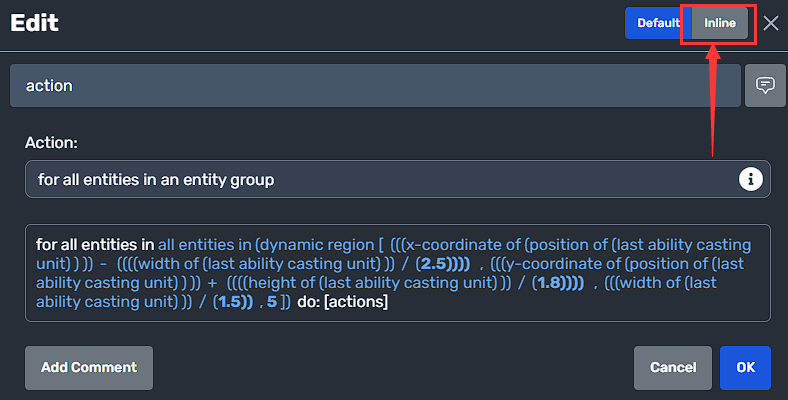 Edit
Default Inline
action
Action:
for all entities in an entity group
for all entities in all entities in (dynamic region [ (((x-coordinate of (position of (last ability casting
unit) ) )) - ((((width of (last ability casting unit) )) / (2.5)))) , (((y-coordinate of (position of (last
ability casting unit) ) )) + ((((height of (last ability casting unit) )) / (1.8)))) , (((width of (last
ability casting unit) )) / (1.5)) , 5 ]) do: [actions]
Add Comment Cancel OK